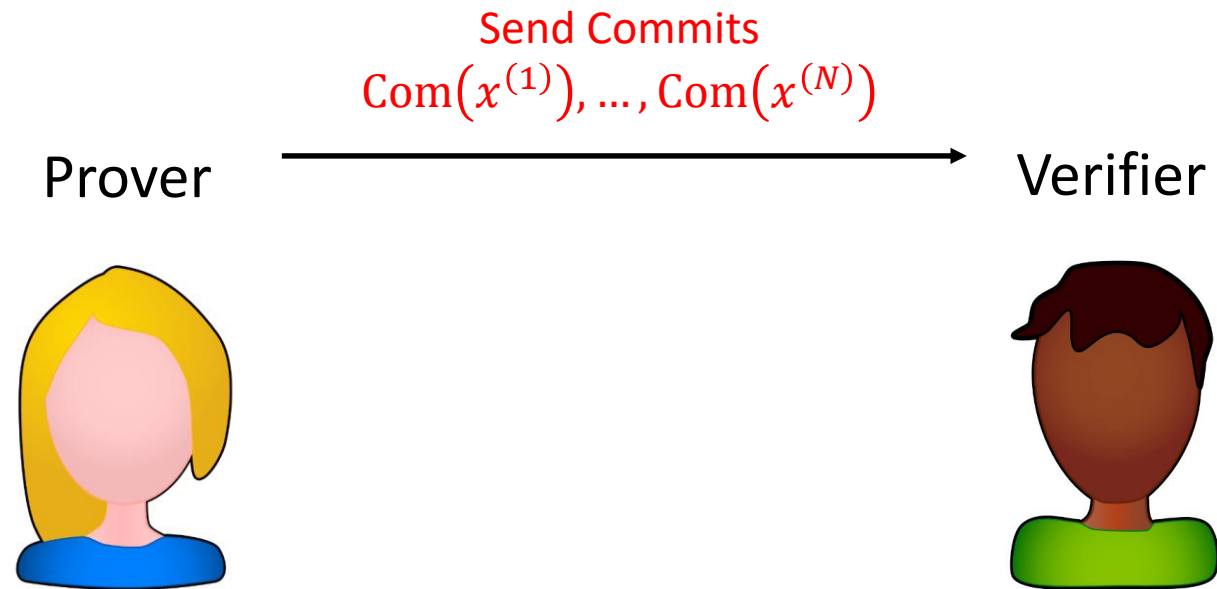 Send Commits
Com(x⁽¹⁾), … , Com(x⁽ᴺ⁾)
Prover
Verifier